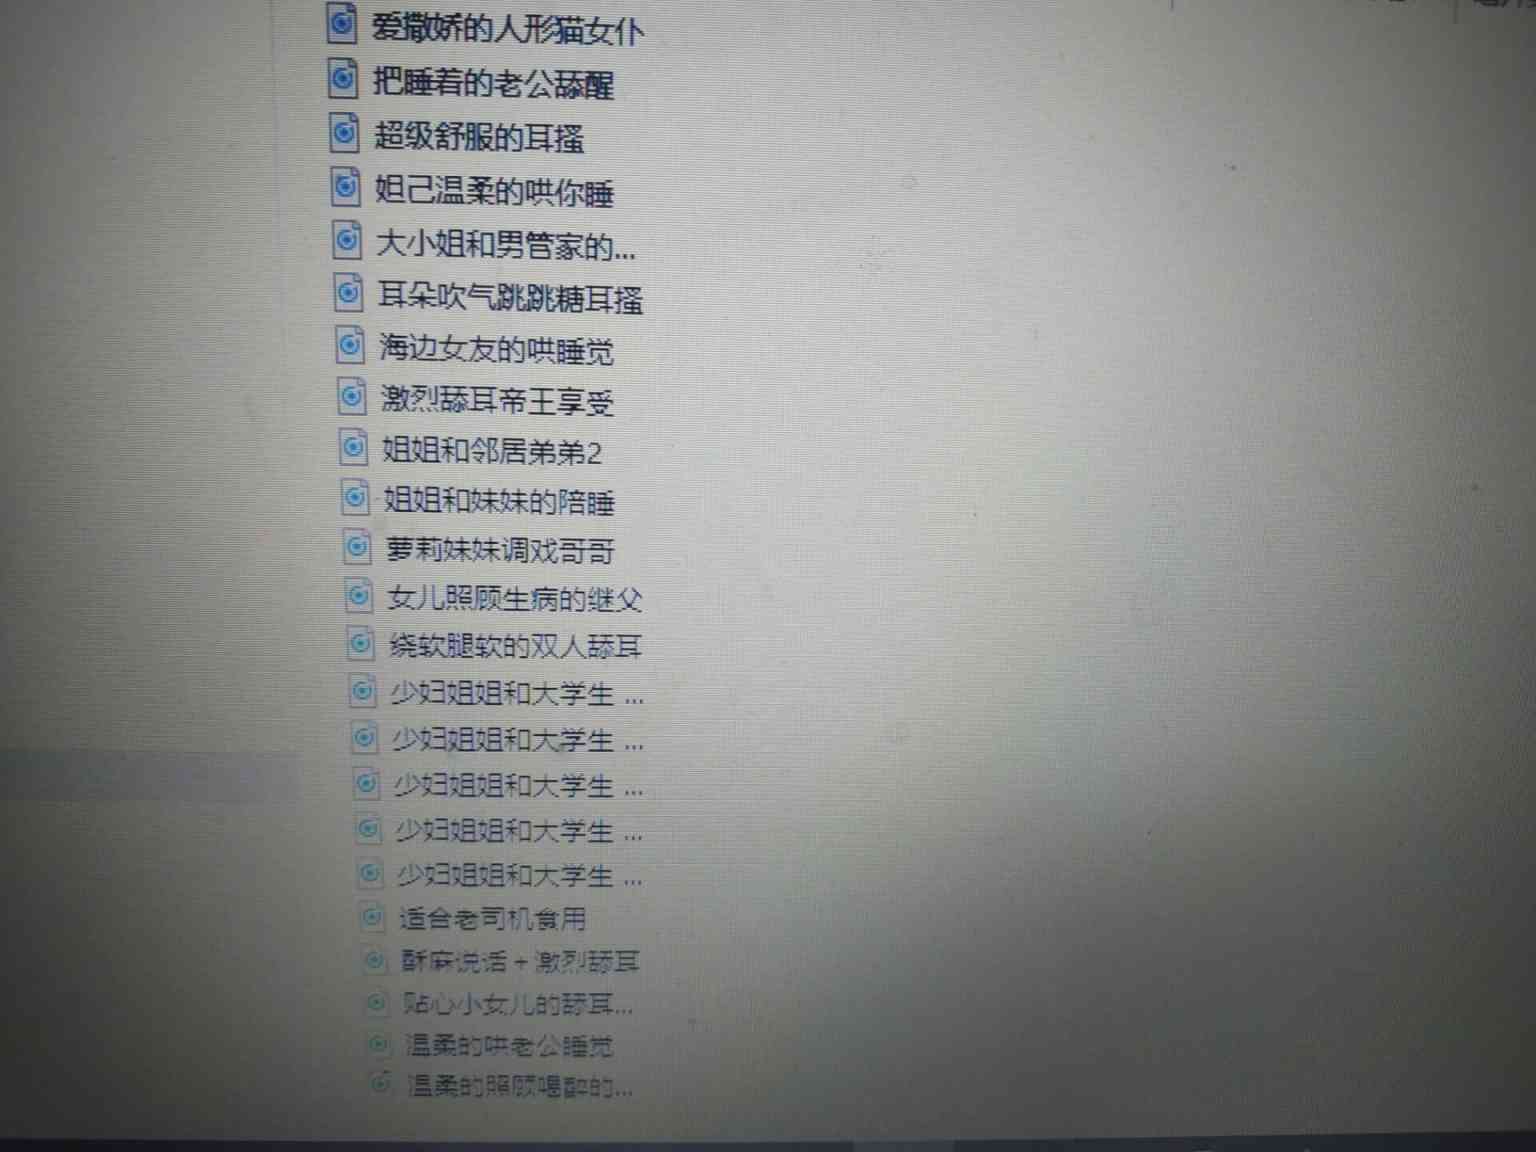 爱撒娇的人形猫女仆
把睡着的老公舔醒
超级舒服的耳搔
妲己温柔的哄你睡
大小姐和男管家的...
耳朵吹气跳跳糖耳搔
海边女友的哄睡觉
激烈舔耳帝王享受
姐姐和邻居弟弟2
姐姐和妹妹的陪睡
萝莉妹妹调戏哥哥
女儿照顾生病的继父
绕软腿软的双人舔耳
少妇姐姐和大学生 ...
少妇姐姐和大学生 ...
少妇姐姐和大学生 ...
少妇姐姐和大学生 ...
少妇姐姐和大学生 ...
适合老司机食用
酥麻说话+激烈舔耳
贴心小女儿的舔耳...
温柔的哄老公睡觉
温柔的照顾喝醉的...